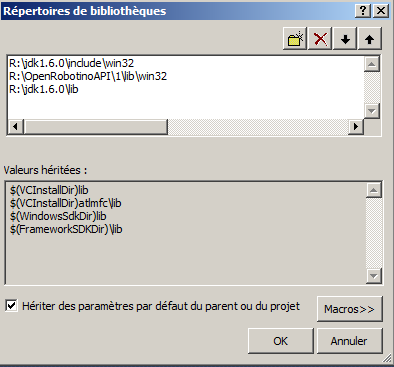 Répertoires de bibliothèques
R:\jdk1.6.0\include\win32
R:\OpenRobotinoAPI\1\lib\win32
R:\jdk1.6.0\lib
Valeurs héritées :
$(VCInstallDir)lib
$(VCInstallDir)atlmfc\lib
$(WindowsSdkDir)lib
$(FrameworkSDKDir)\lib
Hériter des paramètres par défaut du parent ou du projet
Macros>>
OK
Annuler